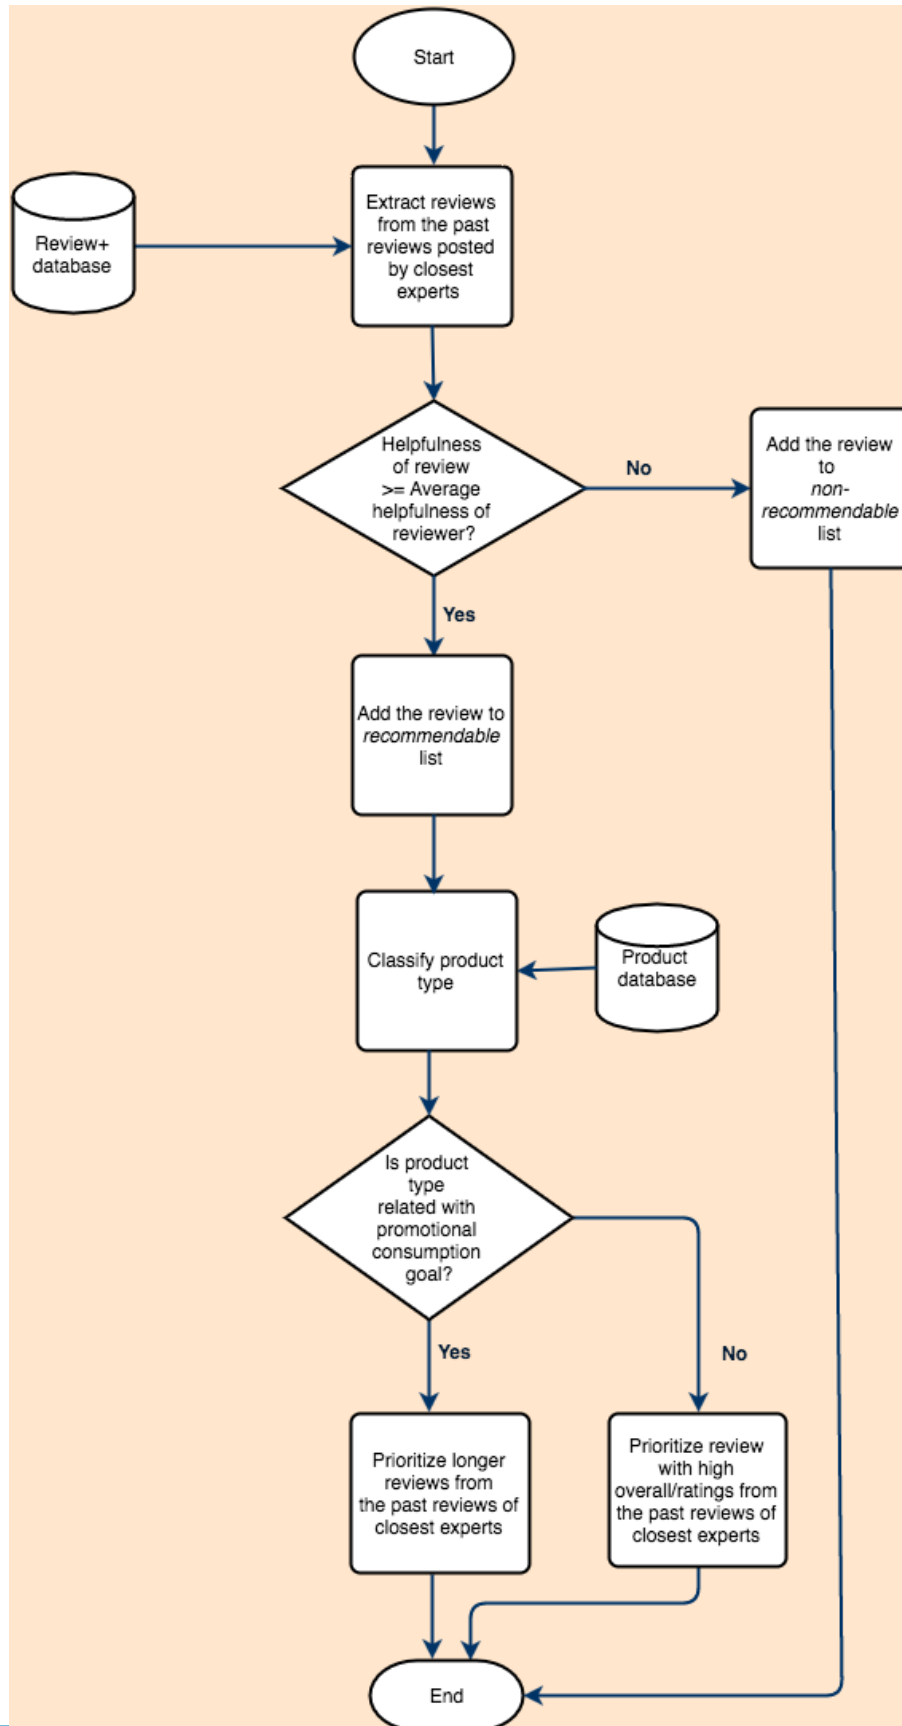 Start
Extract reviews
from the past
reviews posted
by closest
experts
Review+
database
Helpfulness
of review
>= Average
helpfulness of
reviewer?
No
Add the review
to
non-
recommendable
list
Yes
Add the review to
recommendable
list
Classify product
type
Product
database
Is product
type
related with
promotional
consumption
goal?
Yes
No
Prioritize longer
reviews from
the past reviews of
closest experts
Prioritize review
with high
overall/ratings from
the past reviews of
closest experts
End